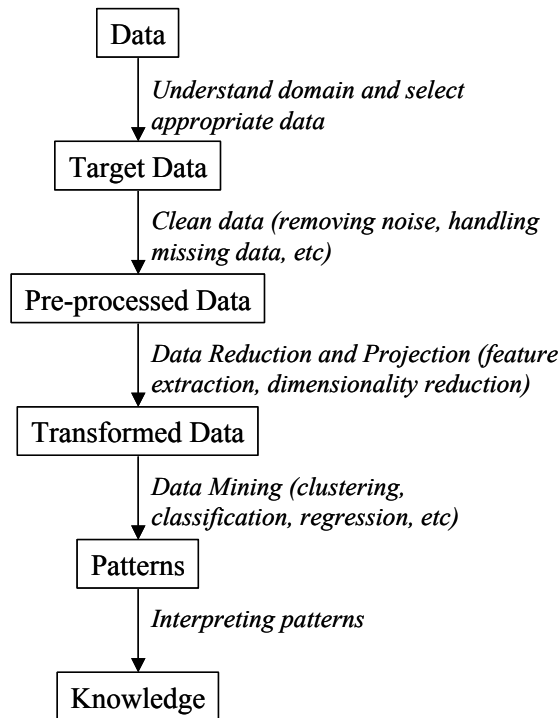 Data
Understand domain and select
appropriate data
Target Data
Clean data (removing noise, handling
missing data, etc)
Pre-processed Data
Data Reduction and Projection (feature
extraction, dimensionality reduction)
Transformed Data
Data Mining (clustering,
classification, regression, etc)
Patterns
Interpreting patterns
Knowledge